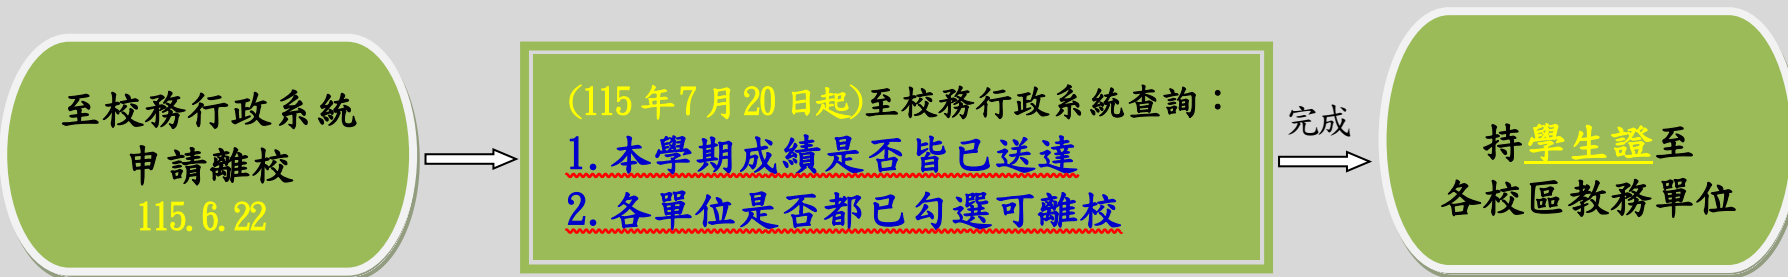 至校務行政系統
申請離校
115.6.22
(115年7月20日起)至校務行政系統查詢：
1.本學期成績是否皆已送達
2.各單位是否都已勾選可離校
完成
持學生證至
各校區教務單位